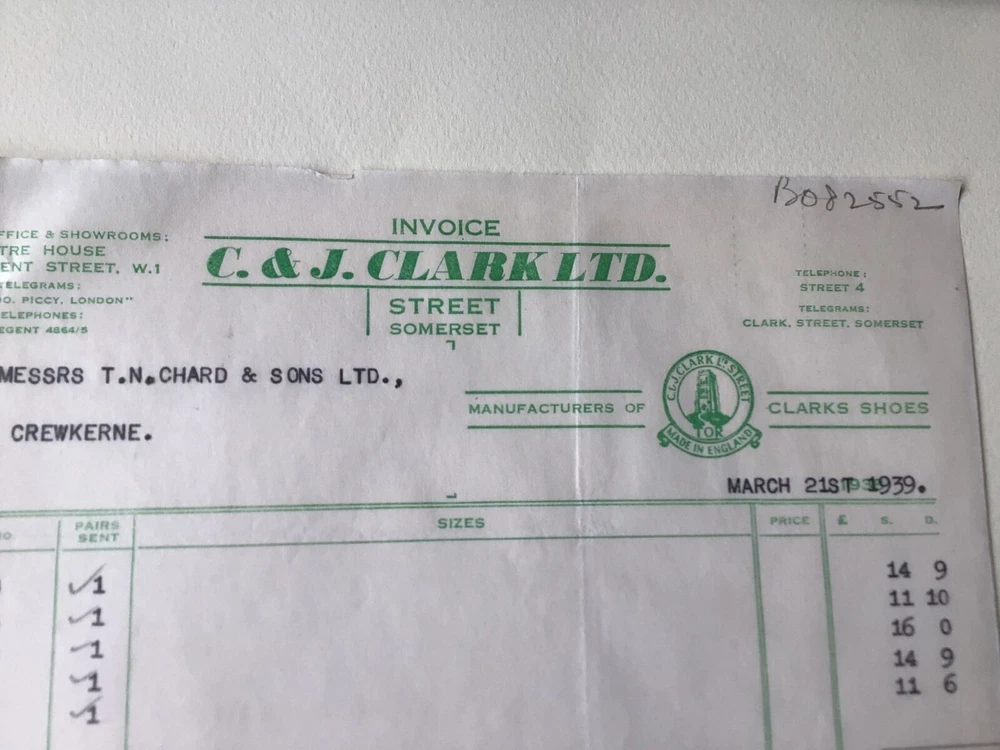 B082552
INVOICE
C. & J. CLARK LTD.
STREET
SOMERSET
FFICE & SHOWROOMS:
TRE HOUSE
ENT STREET, W.1
ELEGRAMS:
O, PICCY, LONDON"
ELEPHONES:
EGENT 4864/5
TELEPHONE:
STREET 4
TELEGRAMS:
CLARK, STREET, SOMERSET
MESSRS T.N.CHARD & SONS LTD.,
CREWKERNE.
MANUFACTURERS OF
C.& J. CLARK LTD STREET
TOR
MADE IN ENGLAND
CLARKS SHOES
MARCH 21ST 1939.
O. PAIRS SENT SIZES PRICE £ S. D.
1 14 9
1 11 10
1 16 0
1 14 9
1 11 6